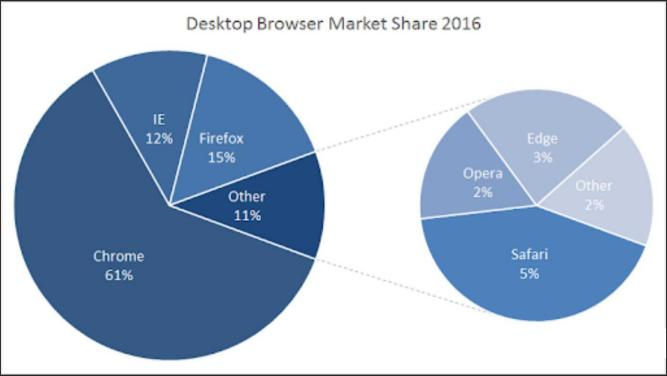 Desktop Browser Market Share 2016
IE
12%
Firefox
15%
Other
11%
Chrome
61%
Edge
3%
Opera
2%
Other
2%
Safari
5%